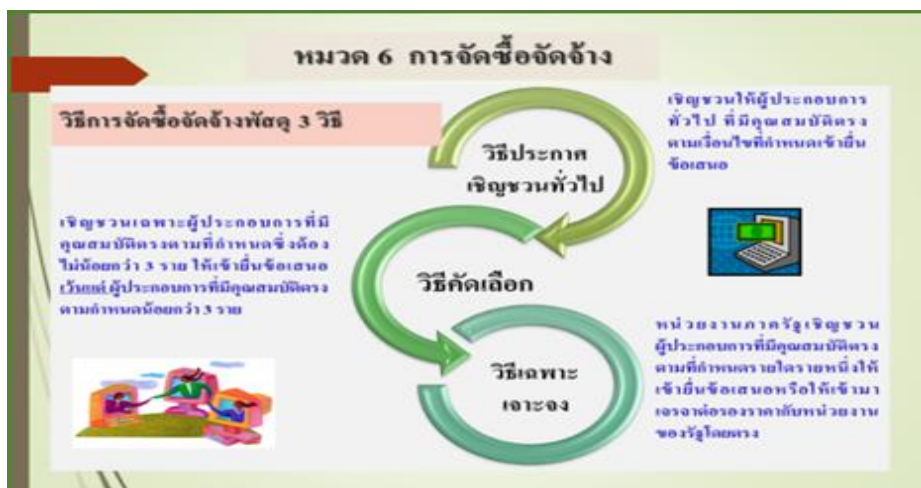 หมวด 6 การจัดซื้อจัดจ้าง
วิธีการจัดซื้อจัดจ้างพัสดุ 3 วิธี
วิธีประกาศ
เชิญชวนทั่วไป
เชิญชวนให้ผู้ประกอบการ
ทั่วไป ที่มีคุณสมบัติตรง
ตามเงื่อนไขที่กำหนดเข้ายื่น
ข้อเสนอ
เชิญชวนเฉพาะผู้ประกอบการที่มี
คุณสมบัติตรงตามที่กำหนดซึ่งต้อง
ไม่น้อยกว่า 3 ราย ให้เข้ายื่นข้อเสนอ
เว้นแต่ ผู้ประกอบการที่มีคุณสมบัติตรง
ตามกำหนดน้อยกว่า 3 ราย
วิธีคัดเลือก
วิธีเฉพาะ
เจาะจง
หน่วยงานภาครัฐเชิญชวน
ผู้ประกอบการที่มีคุณสมบัติตรง
ตามที่กำหนดรายใดรายหนึ่งให้
เข้ายื่นข้อเสนอหรือให้เข้ามา
เจรจาต่อรองราคากับหน่วยงาน
ของรัฐโดยตรง